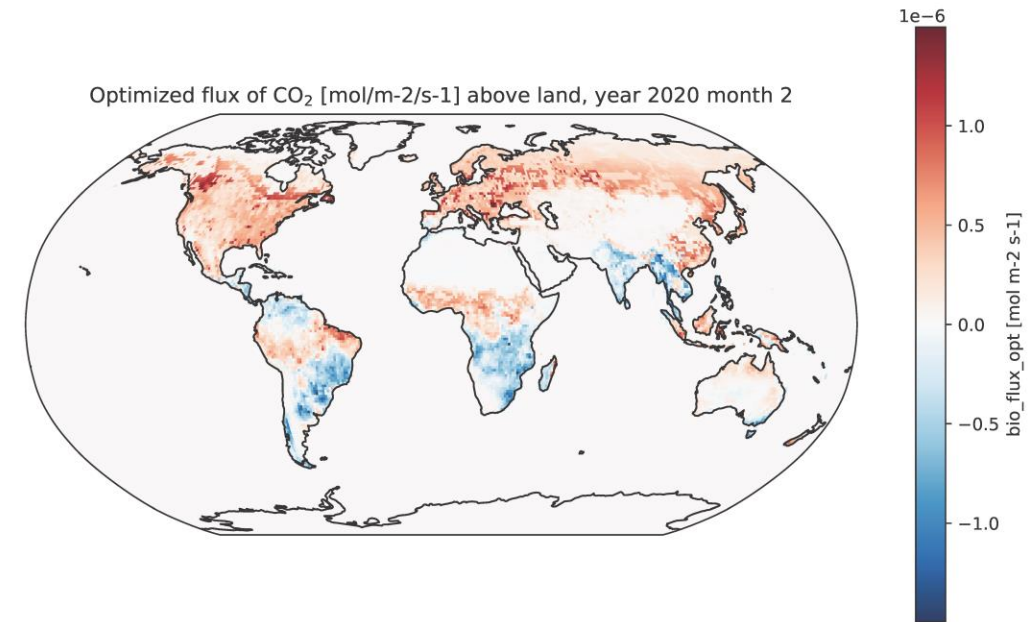 1e−6
Optimized flux of CO₂ [mol/m-2/s-1] above land, year 2020 month 2
1.0
0.5
0.0
−0.5
−1.0
bio_flux_opt [mol m-2 s-1]